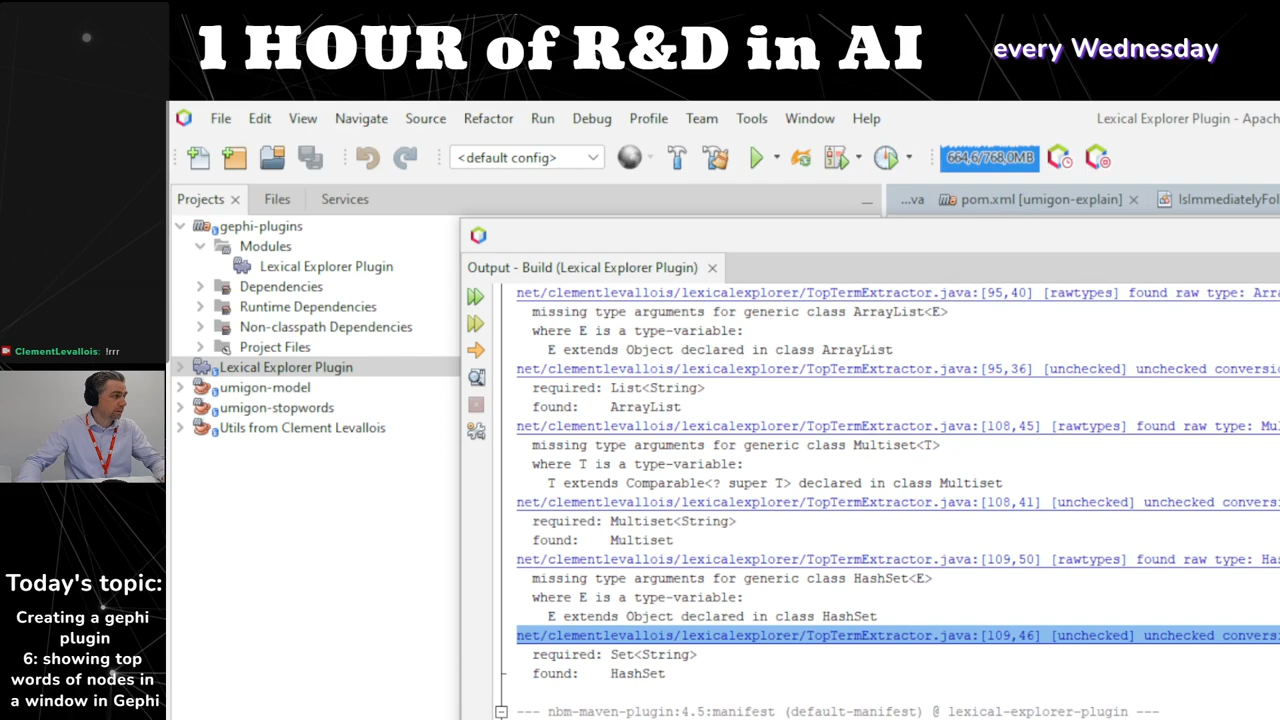 1 HOUR of R&D in AI
every Wednesday
File Edit View Navigate Source Refactor Run Debug Profile Team Tools Window Help
Lexical Explorer Plugin - Apach
<default config>
664,6/768,0MB
Projects Files Services
...va pom.xml [umigon-explain] IsImmediatelyFol
gephi-plugins
Modules
Lexical Explorer Plugin
Dependencies
Runtime Dependencies
Non-classpath Dependencies
Project Files
Lexical Explorer Plugin
umigon-model
umigon-stopwords
Utils from Clement Levallois
Output - Build (Lexical Explorer Plugin)
net/clementlevallois/lexicalexplorer/TopTermExtractor.java:[95,40] [rawtypes] found raw type: Arra
missing type arguments for generic class ArrayList<E>
where E is a type-variable:
E extends Object declared in class ArrayList
net/clementlevallois/lexicalexplorer/TopTermExtractor.java:[95,36] [unchecked] unchecked conversi
required: List<String>
found: ArrayList
net/clementlevallois/lexicalexplorer/TopTermExtractor.java:[108,45] [rawtypes] found raw type: Mul
missing type arguments for generic class Multiset<T>
where T is a type-variable:
T extends Comparable<? super T> declared in class Multiset
net/clementlevallois/lexicalexplorer/TopTermExtractor.java:[108,41] [unchecked] unchecked convers
required: Multiset<String>
found: Multiset
net/clementlevallois/lexicalexplorer/TopTermExtractor.java:[109,50] [rawtypes] found raw type: Has
missing type arguments for generic class HashSet<E>
where E is a type-variable:
E extends Object declared in class HashSet
net/clementlevallois/lexicalexplorer/TopTermExtractor.java:[109,46] [unchecked] unchecked convers
required: Set<String>
found: HashSet
--- nbm-maven-plugin:4.5:manifest (default-manifest) @ lexical-explorer-plugin ---
ClementLevallois: !rrr
Today's topic:
Creating a gephi
plugin
6: showing top
words of nodes in
a window in Gephi